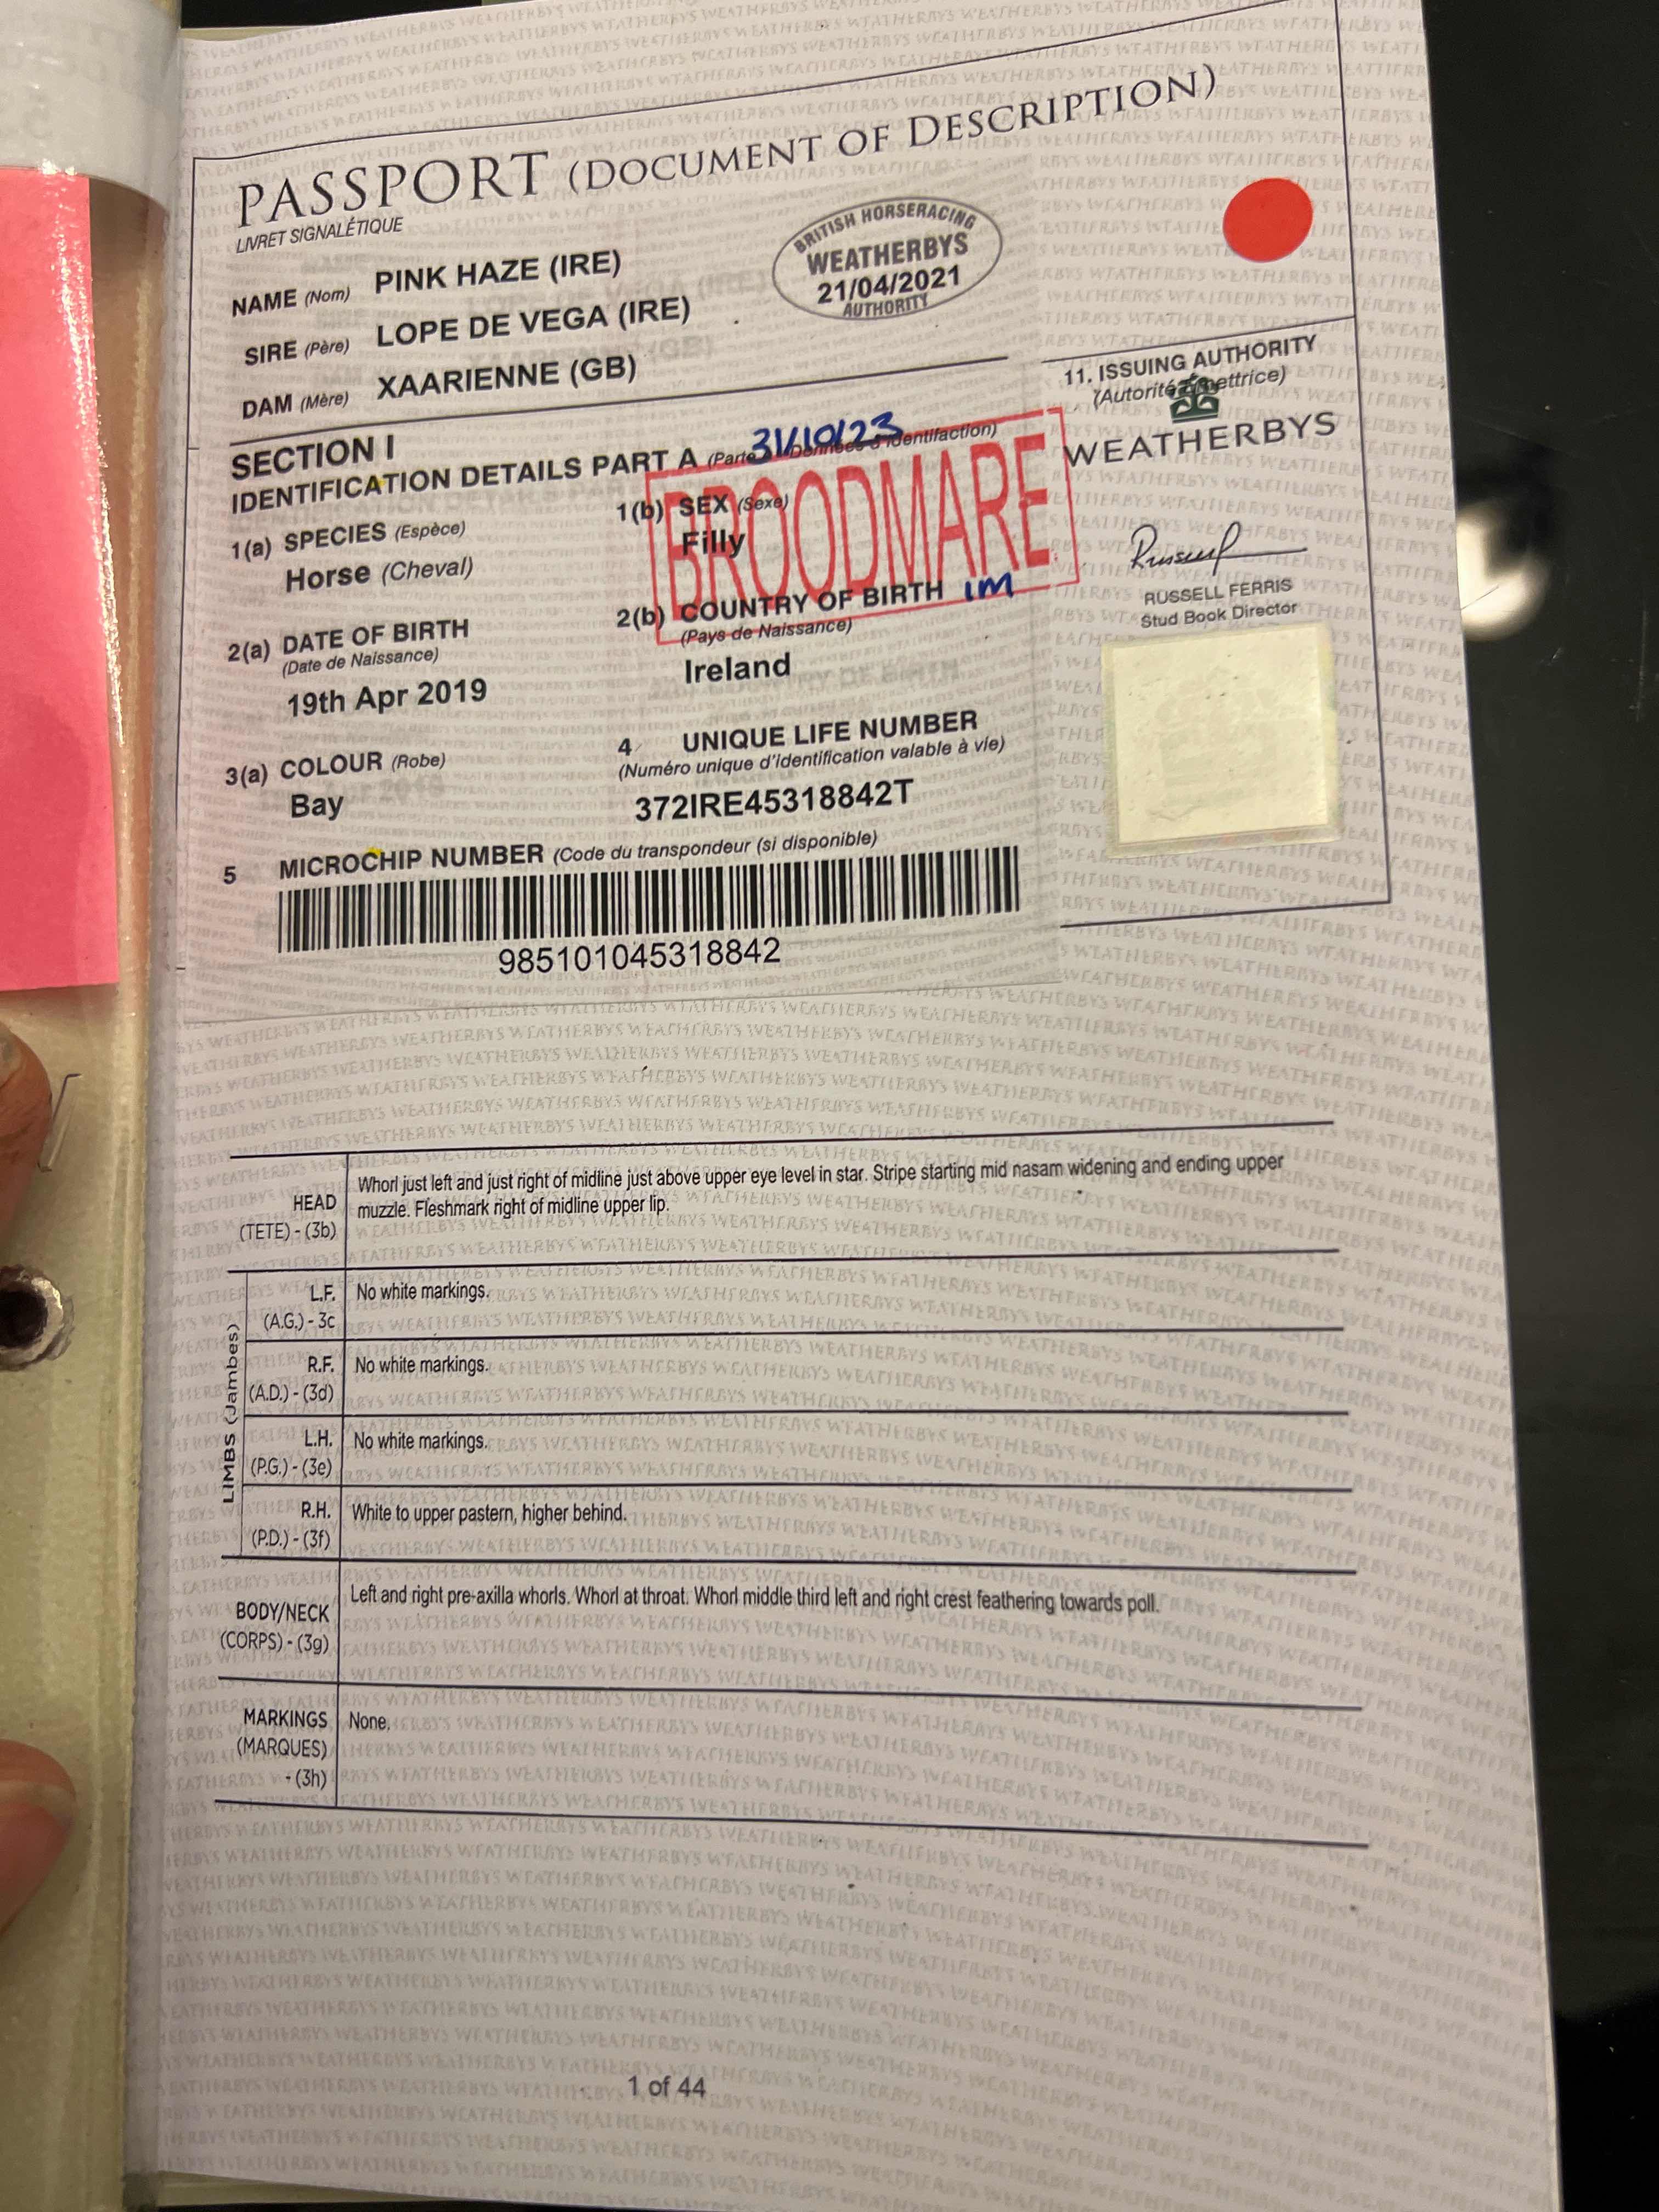 PASSPORT (DOCUMENT OF DESCRIPTION)
LIVRET SIGNALÉTIQUE
NAME (Nom) PINK HAZE (IRE)
SIRE (Père) LOPE DE VEGA (IRE)
DAM (Mère) XAARIENNE (GB)
BRITISH HORSERACING
WEATHERBYS
21/04/2021
AUTHORITY
11. ISSUING AUTHORITY
(Autorité émettrice)
WEATHERBYS
RUSSELL FERRIS
Stud Book Director
SECTION I
31/10/23
IDENTIFICATION DETAILS PART A (Partie Données d'identifaction)
BROODMARE
1(a) SPECIES (Espèce)
Horse (Cheval)
1(b) SEX (Sexe)
Filly
2(a) DATE OF BIRTH
(Date de Naissance)
19th Apr 2019
2(b) COUNTRY OF BIRTH IM
(Pays de Naissance)
Ireland
3(a) COLOUR (Robe)
Bay
4 UNIQUE LIFE NUMBER
(Numéro unique d'identification valable à vie)
372IRE45318842T
5 MICROCHIP NUMBER (Code du transpondeur (si disponible)
985101045318842
HEAD
(TETE) - (3b)
Whorl just left and just right of midline just above upper eye level in star. Stripe starting mid nasam widening and ending upper
muzzle. Fleshmark right of midline upper lip.
LIMBS (Jambes)
L.F.
(A.G.) - 3c
No white markings.
R.F.
(A.D.) - (3d)
No white markings.
L.H.
(P.G.) - (3e)
No white markings.
R.H.
(P.D.) - (3f)
White to upper pastern, higher behind.
BODY/NECK
(CORPS) - (3g)
Left and right pre-axilla whorls. Whorl at throat. Whorl middle third left and right crest feathering towards poll.
MARKINGS
(MARQUES)
- (3h)
None.
1 of 44